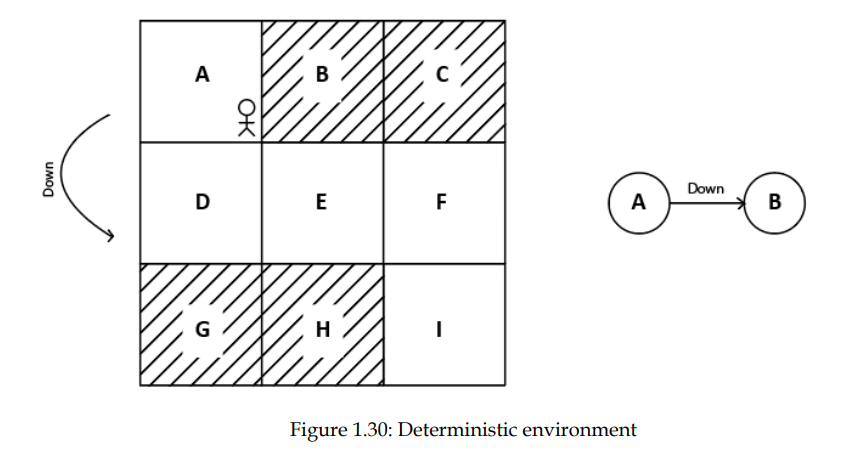 A B C
Down
D E F
G H I
A Down B
Figure 1.30: Deterministic environment